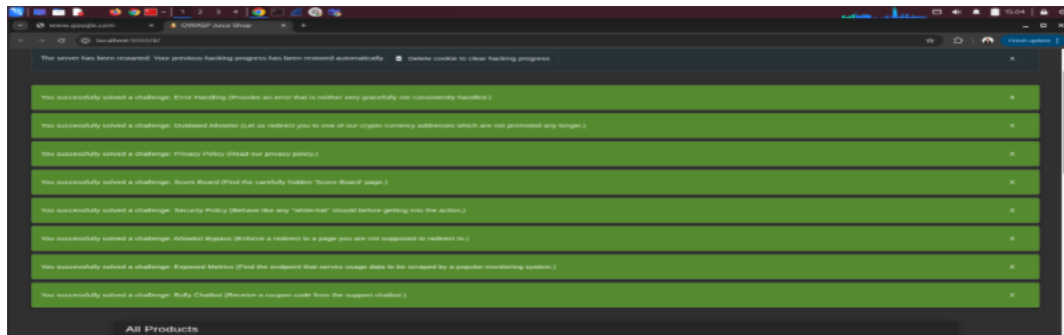 1 2 3 4
15:04
www.google.com
OWASP Juice Shop
localhost:3000/#/
Finish update
The server has been restarted: Your previous hacking progress has been restored automatically.
Delete cookie to clear hacking progress
You successfully solved a challenge: Error Handling (Provoke an error that is neither very gracefully nor consistently handled.)
You successfully solved a challenge: Outdated Allowlist (Let us redirect you to one of our crypto currency addresses which are not promoted any longer.)
You successfully solved a challenge: Privacy Policy (Read our privacy policy.)
You successfully solved a challenge: Score Board (Find the carefully hidden 'Score Board' page.)
You successfully solved a challenge: Security Policy (Behave like any "white-hat" should before getting into the action.)
You successfully solved a challenge: Allowlist Bypass (Enforce a redirect to a page you are not supposed to redirect to.)
You successfully solved a challenge: Exposed Metrics (Find the endpoint that serves usage data to be scraped by a popular monitoring system.)
You successfully solved a challenge: Bully Chatbot (Receive a coupon code from the support chatbot.)
All Products